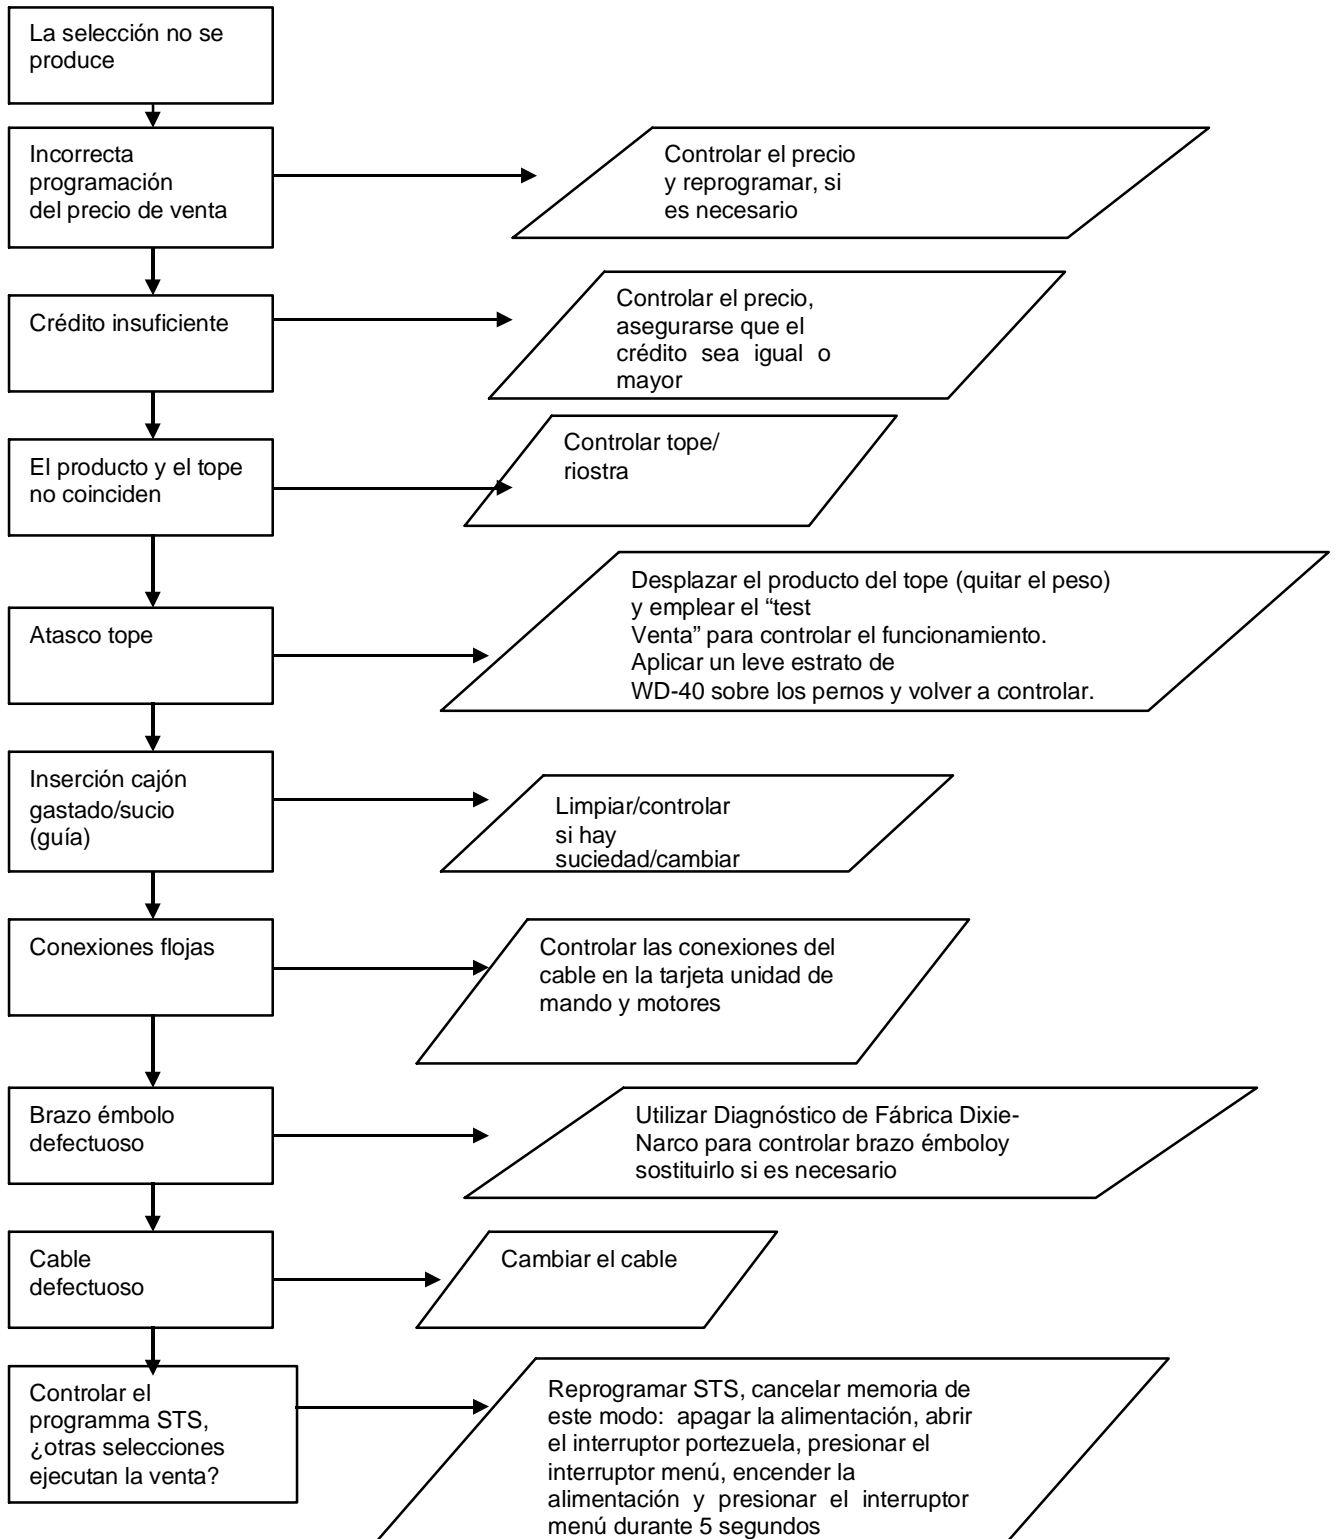 La selección no se
produce
Incorrecta
programación
del precio de venta
Controlar el precio
y reprogramar, si
es necesario
Crédito insuficiente
Controlar el precio,
asegurarse que el
crédito sea igual o
mayor
El producto y el tope
no coinciden
Controlar tope/
riostra
Atasco tope
Desplazar el producto del tope (quitar el peso)
y emplear el “test
Venta” para controlar el funcionamiento.
Aplicar un leve estrato de
WD-40 sobre los pernos y volver a controlar.
Inserción cajón
gastado/sucio
(guía)
Limpiar/controlar
si hay
suciedad/cambiar
Conexiones flojas
Controlar las conexiones del
cable en la tarjeta unidad de
mando y motores
Brazo émbolo
defectuoso
Utilizar Diagnóstico de Fábrica Dixie-
Narco para controlar brazo émboloy
sostituirlo si es necesario
Cable
defectuoso
Cambiar el cable
Controlar el
programma STS,
¿otras selecciones
ejecutan la venta?
Reprogramar STS, cancelar memoria de
este modo: apagar la alimentación, abrir
el interruptor portezuela, presionar el
interruptor menú, encender la
alimentación y presionar el interruptor
menú durante 5 segundos